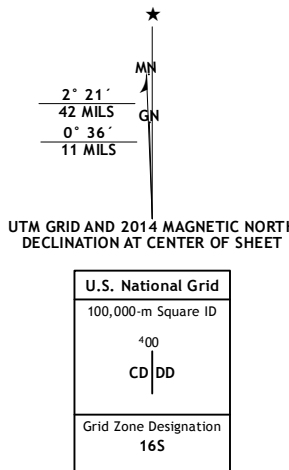 MN
2° 21´
42 MILS
GN
0° 36´
11 MILS
UTM GRID AND 2014 MAGNETIC NORTH
DECLINATION AT CENTER OF SHEET
U.S. National Grid
100,000-m Square ID
⁴00
CD DD
Grid Zone Designation
16S